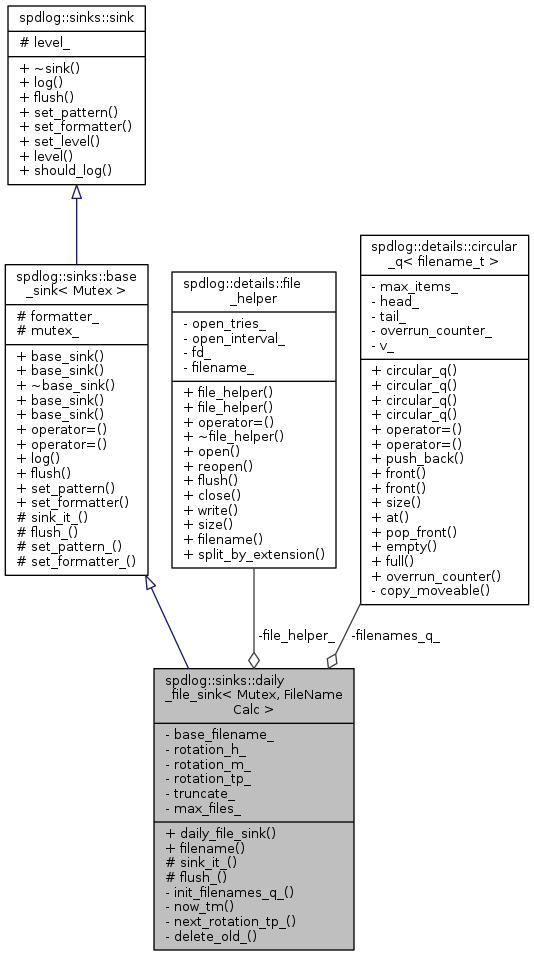 spdlog::sinks::sink
# level_
+ ~sink()
+ log()
+ flush()
+ set_pattern()
+ set_formatter()
+ set_level()
+ level()
+ should_log()
spdlog::sinks::base
_sink< Mutex >
# formatter_
# mutex_
+ base_sink()
+ base_sink()
+ ~base_sink()
+ base_sink()
+ base_sink()
+ operator=()
+ operator=()
+ log()
+ flush()
+ set_pattern()
+ set_formatter()
# sink_it_()
# flush_()
# set_pattern_()
# set_formatter_()
spdlog::details::file
_helper
- open_tries_
- open_interval_
- fd_
- filename_
+ file_helper()
+ file_helper()
+ operator=()
+ ~file_helper()
+ open()
+ reopen()
+ flush()
+ close()
+ write()
+ size()
+ filename()
+ split_by_extension()
spdlog::details::circular
_q< filename_t >
- max_items_
- head_
- tail_
- overrun_counter_
- v_
+ circular_q()
+ circular_q()
+ circular_q()
+ circular_q()
+ operator=()
+ operator=()
+ push_back()
+ front()
+ front()
+ size()
+ at()
+ pop_front()
+ empty()
+ full()
+ overrun_counter()
- copy_moveable()
-file_helper_
-filenames_q_
spdlog::sinks::daily
_file_sink< Mutex, FileName
Calc >
- base_filename_
- rotation_h_
- rotation_m_
- rotation_tp_
- truncate_
- max_files_
+ daily_file_sink()
+ filename()
# sink_it_()
# flush_()
- init_filenames_q_()
- now_tm()
- next_rotation_tp_()
- delete_old_()